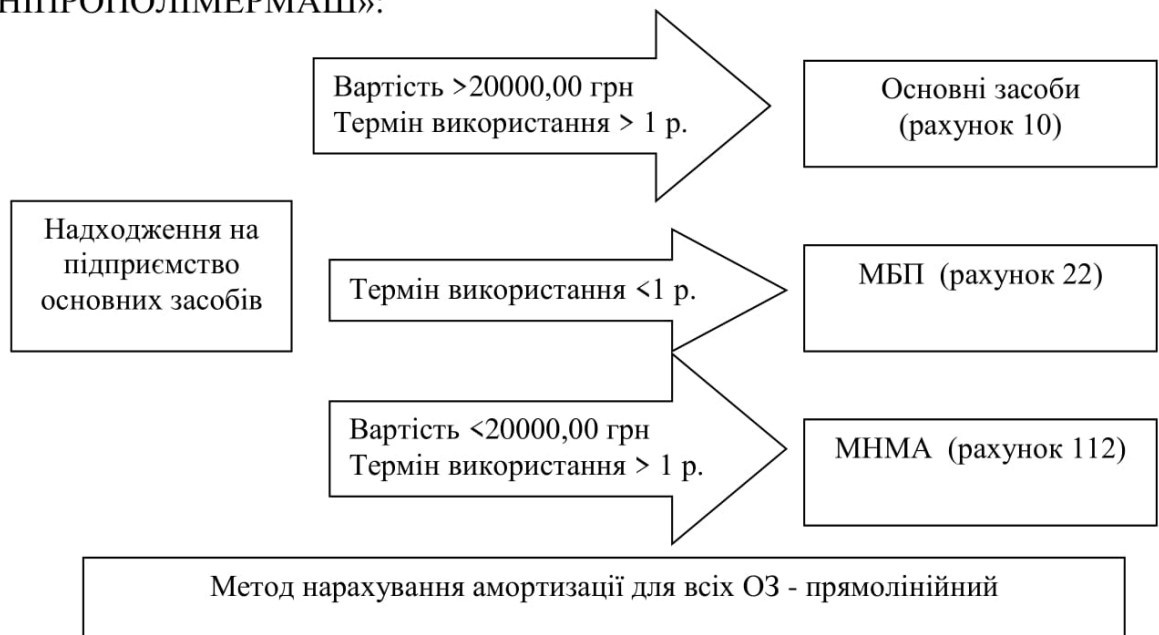 НІПРОПОЛІМЕРМАШ»:
Вартість >20000,00 грн
Термін використання > 1 р.
Основні засоби
(рахунок 10)
Надходження на
підприємство
основних засобів
Термін використання <1 р.
МБП (рахунок 22)
Вартість <20000,00 грн
Термін використання > 1 р.
МНМА (рахунок 112)
Метод нарахування амортизації для всіх ОЗ - прямолінійний